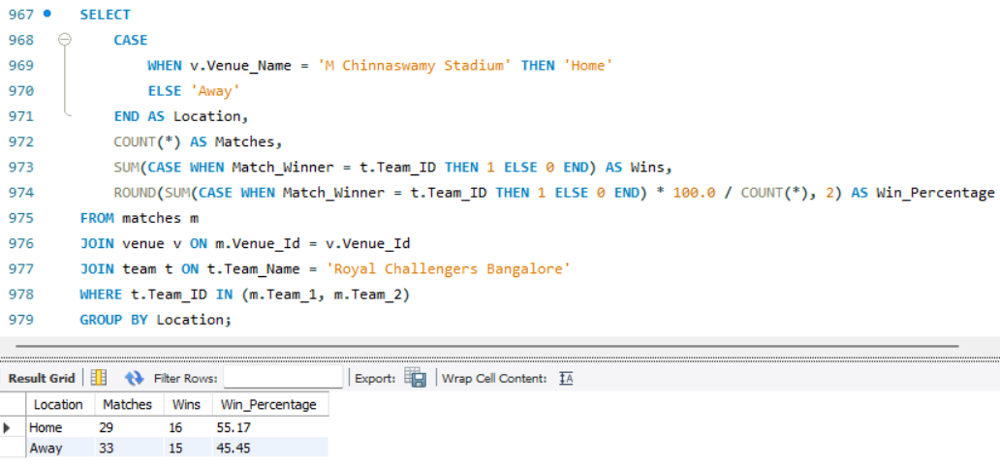 967 SELECT
968 CASE
969 WHEN v.Venue_Name = 'M Chinnaswamy Stadium' THEN 'Home'
970 ELSE 'Away'
971 END AS Location,
972 COUNT(*) AS Matches,
973 SUM(CASE WHEN Match_Winner = t.Team_ID THEN 1 ELSE 0 END) AS Wins,
974 ROUND(SUM(CASE WHEN Match_Winner = t.Team_ID THEN 1 ELSE 0 END) * 100.0 / COUNT(*), 2) AS Win_Percentage
975 FROM matches m
976 JOIN venue v ON m.Venue_Id = v.Venue_Id
977 JOIN team t ON t.Team_Name = 'Royal Challengers Bangalore'
978 WHERE t.Team_ID IN (m.Team_1, m.Team_2)
979 GROUP BY Location;
Result Grid Filter Rows: Export: Wrap Cell Content: IA
Location Matches Wins Win_Percentage
Home 29 16 55.17
Away 33 15 45.45